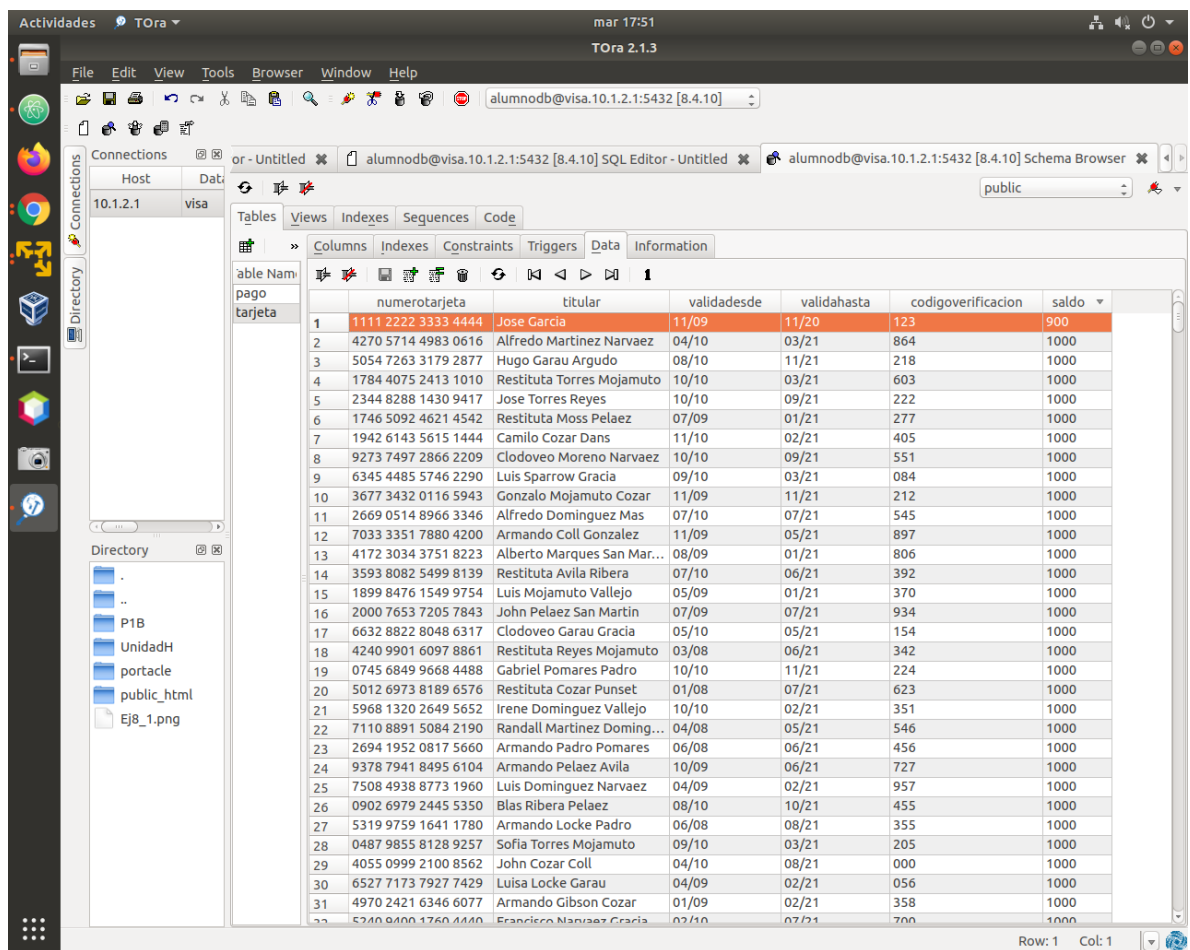 Actividades TOra mar 17:51
TOra 2.1.3
File Edit View Tools Browser Window Help
alumnodb@visa.10.1.2.1:5432 [8.4.10]
Connections
Directory
Connections
Host Data
10.1.2.1 visa
Directory
.
..
P1B
UnidadH
portacle
public_html
Ej8_1.png
or - Untitled alumnodb@visa.10.1.2.1:5432 [8.4.10] SQL Editor - Untitled alumnodb@visa.10.1.2.1:5432 [8.4.10] Schema Browser
public
Tables Views Indexes Sequences Code
» Columns Indexes Constraints Triggers Data Information
able Nam
pago
tarjeta
1
numerotarjeta titular validadesde validahasta codigoverificacion saldo
1 1111 2222 3333 4444 Jose Garcia 11/09 11/20 123 900
2 4270 5714 4983 0616 Alfredo Martinez Narvaez 04/10 03/21 864 1000
3 5054 7263 3179 2877 Hugo Garau Argudo 08/10 11/21 218 1000
4 1784 4075 2413 1010 Restituta Torres Mojamuto 10/10 03/21 603 1000
5 2344 8288 1430 9417 Jose Torres Reyes 10/10 09/21 222 1000
6 1746 5092 4621 4542 Restituta Moss Pelaez 07/09 01/21 277 1000
7 1942 6143 5615 1444 Camilo Cozar Dans 11/10 02/21 405 1000
8 9273 7497 2866 2209 Clodoveo Moreno Narvaez 10/10 09/21 551 1000
9 6345 4485 5746 2290 Luis Sparrow Gracia 09/10 03/21 084 1000
10 3677 3432 0116 5943 Gonzalo Mojamuto Cozar 11/09 11/21 212 1000
11 2669 0514 8966 3346 Alfredo Dominguez Mas 07/10 07/21 545 1000
12 7033 3351 7880 4200 Armando Coll Gonzalez 11/09 05/21 897 1000
13 4172 3034 3751 8223 Alberto Marques San Mar... 08/09 01/21 806 1000
14 3593 8082 5499 8139 Restituta Avila Ribera 07/10 06/21 392 1000
15 1899 8476 1549 9754 Luis Mojamuto Vallejo 05/09 01/21 370 1000
16 2000 7653 7205 7843 John Pelaez San Martin 07/09 07/21 934 1000
17 6632 8822 8048 6317 Clodoveo Garau Gracia 05/10 05/21 154 1000
18 4240 9901 6097 8861 Restituta Reyes Mojamuto 03/08 06/21 342 1000
19 0745 6849 9668 4488 Gabriel Pomares Padro 10/10 11/21 224 1000
20 5012 6973 8189 6576 Restituta Cozar Punset 01/08 07/21 623 1000
21 5968 1320 2649 5652 Irene Dominguez Vallejo 10/10 02/21 351 1000
22 7110 8891 5084 2190 Randall Martinez Doming... 04/08 05/21 546 1000
23 2694 1952 0817 5660 Armando Padro Pomares 06/08 06/21 456 1000
24 9378 7941 8495 6104 Armando Pelaez Avila 10/09 06/21 727 1000
25 7508 4938 8773 1960 Luis Dominguez Narvaez 04/09 02/21 957 1000
26 0902 6979 2445 5350 Blas Ribera Pelaez 08/10 10/21 455 1000
27 5319 9759 1641 1780 Armando Locke Padro 06/08 08/21 355 1000
28 0487 9855 8128 9257 Sofia Torres Mojamuto 09/10 03/21 205 1000
29 4055 0999 2100 8562 John Cozar Coll 04/10 08/21 000 1000
30 6527 7173 7927 7429 Luisa Locke Garau 04/09 02/21 056 1000
31 4970 2421 6346 6077 Armando Gibson Cozar 01/09 02/21 358 1000
32 5240 9400 1760 4440 Francisco Narvaez Gracia 02/10 07/21 700 1000
Row: 1 Col: 1